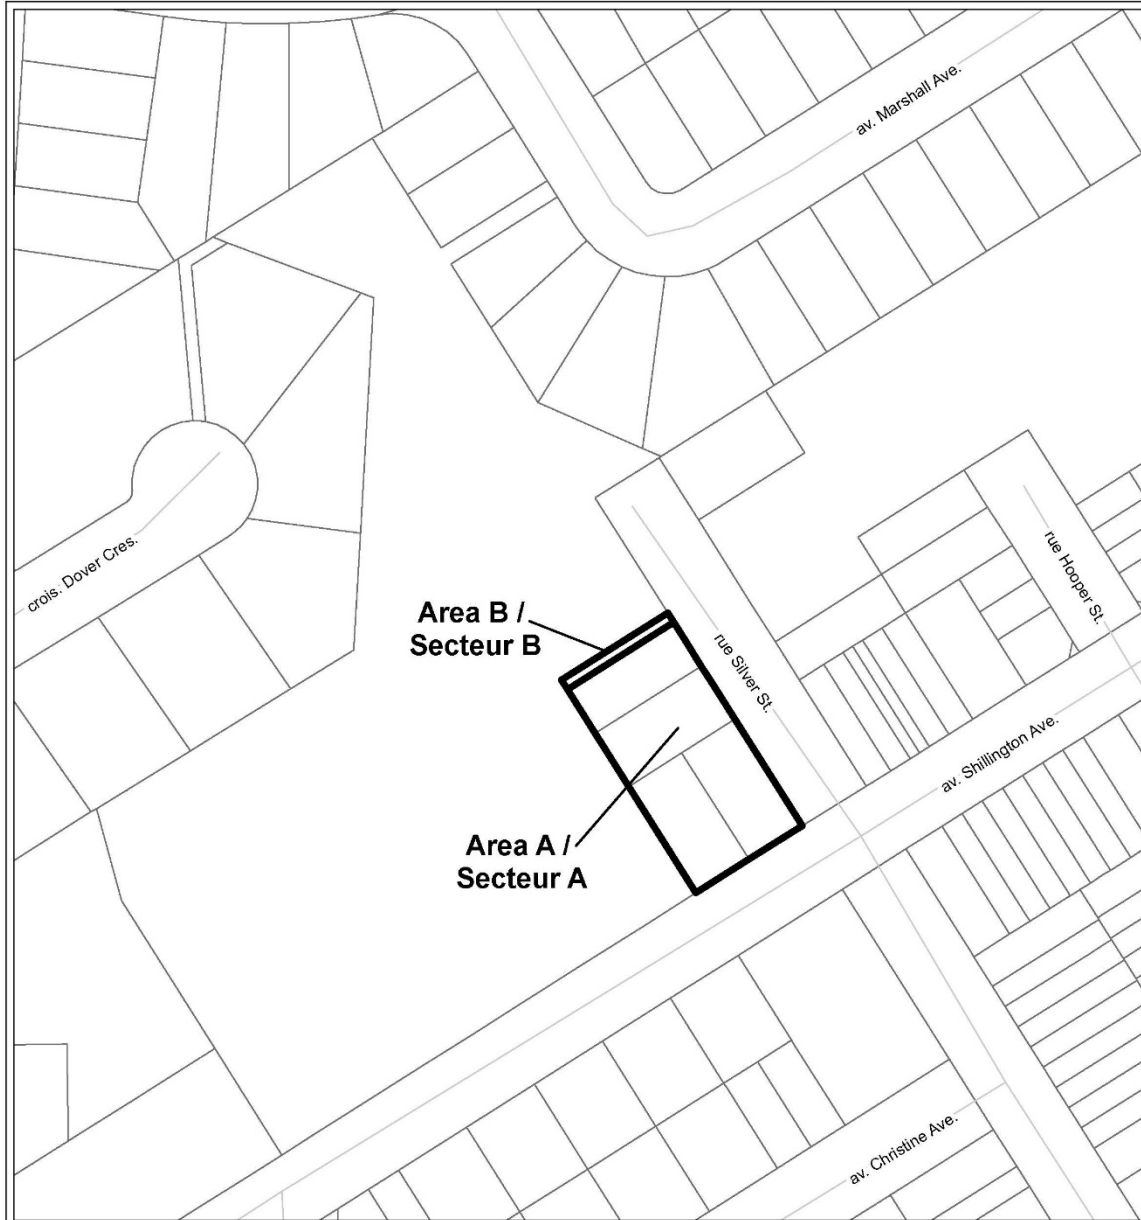 av. Marshall Ave.
crois. Dover Cres.
rue Hooper St.
Area B /
Secteur B
rue Silver St.
av. Shillington Ave.
Area A /
Secteur A
av. Christine Ave.